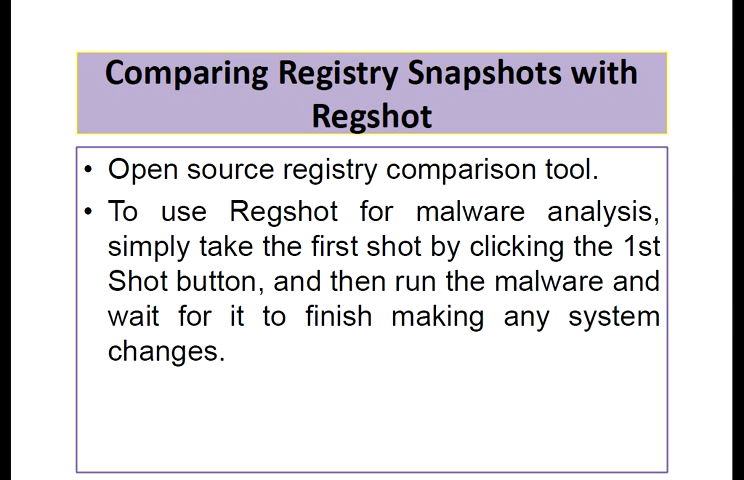 Comparing Registry Snapshots with
Regshot
• Open source registry comparison tool.
• To use Regshot for malware analysis,
simply take the first shot by clicking the 1st
Shot button, and then run the malware and
wait for it to finish making any system
changes.